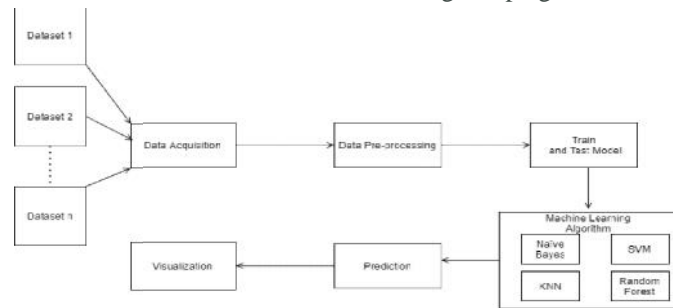 Dataset 1
Dataset 2
Dataset n
Data Acquisition
Data Pre-processing
Train
and Test Model
Machine Learning
Algorithm
Naïve
Bayes
SVM
KNN
Random
Forest
Prediction
Visualization